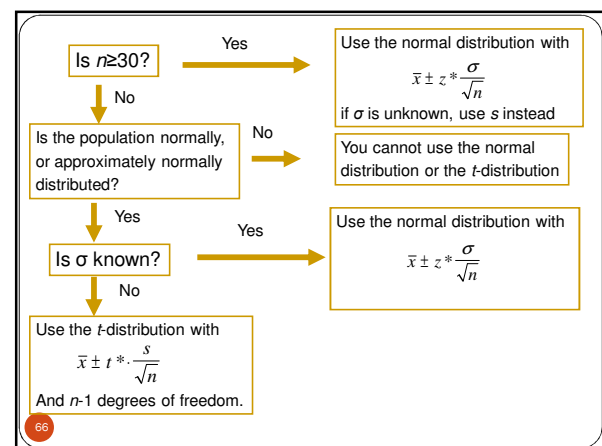 Is n≥30?
Yes
Use the normal distribution with
x̄ ± z * σ/√n
if σ is unknown, use s instead
No
Is the population normally,
or approximately normally
distributed?
No
You cannot use the normal
distribution or the t-distribution
Yes
Is σ known?
Yes
Use the normal distribution with
x̄ ± z * σ/√n
No
Use the t-distribution with
x̄ ± t *· s/√n
And n-1 degrees of freedom.
66